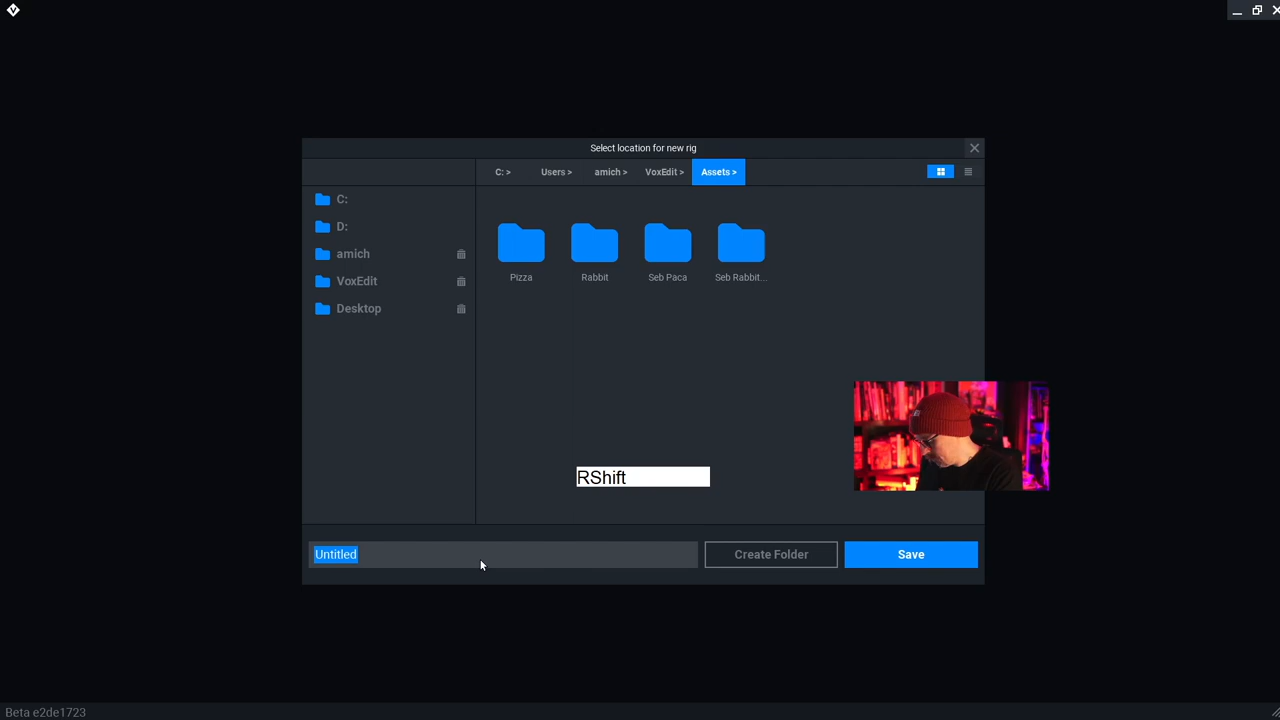 Select location for new rig
C: >
Users >
amich >
VoxEdit >
Assets >
C:
D:
amich
VoxEdit
Desktop
Pizza
Rabbit
Seb Paca
Seb Rabbit...
RShift
Untitled
Create Folder
Save
Beta e2de1723